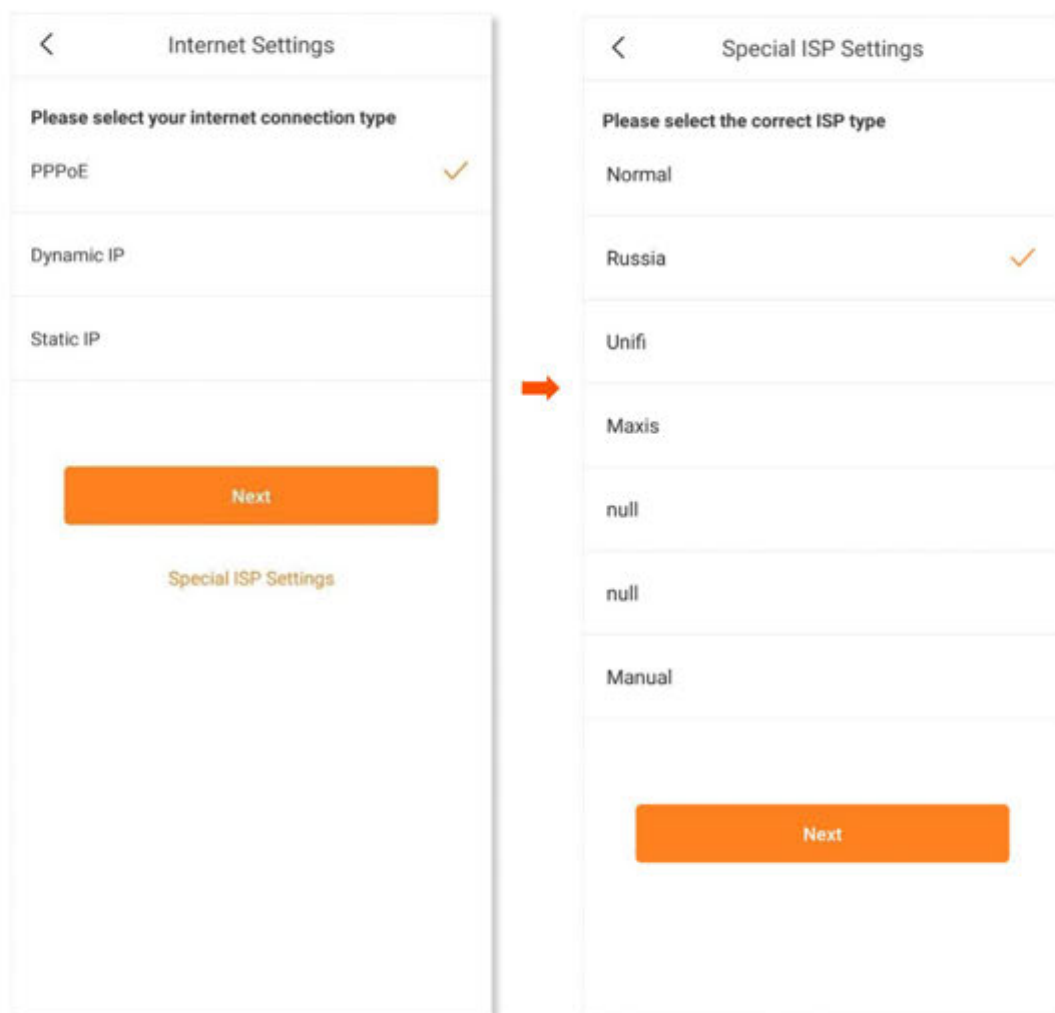 Internet Settings
Please select your internet connection type
PPPoE
Dynamic IP
Static IP
Next
Special ISP Settings
Special ISP Settings
Please select the correct ISP type
Normal
Russia
Unifi
Maxis
null
null
Manual
Next